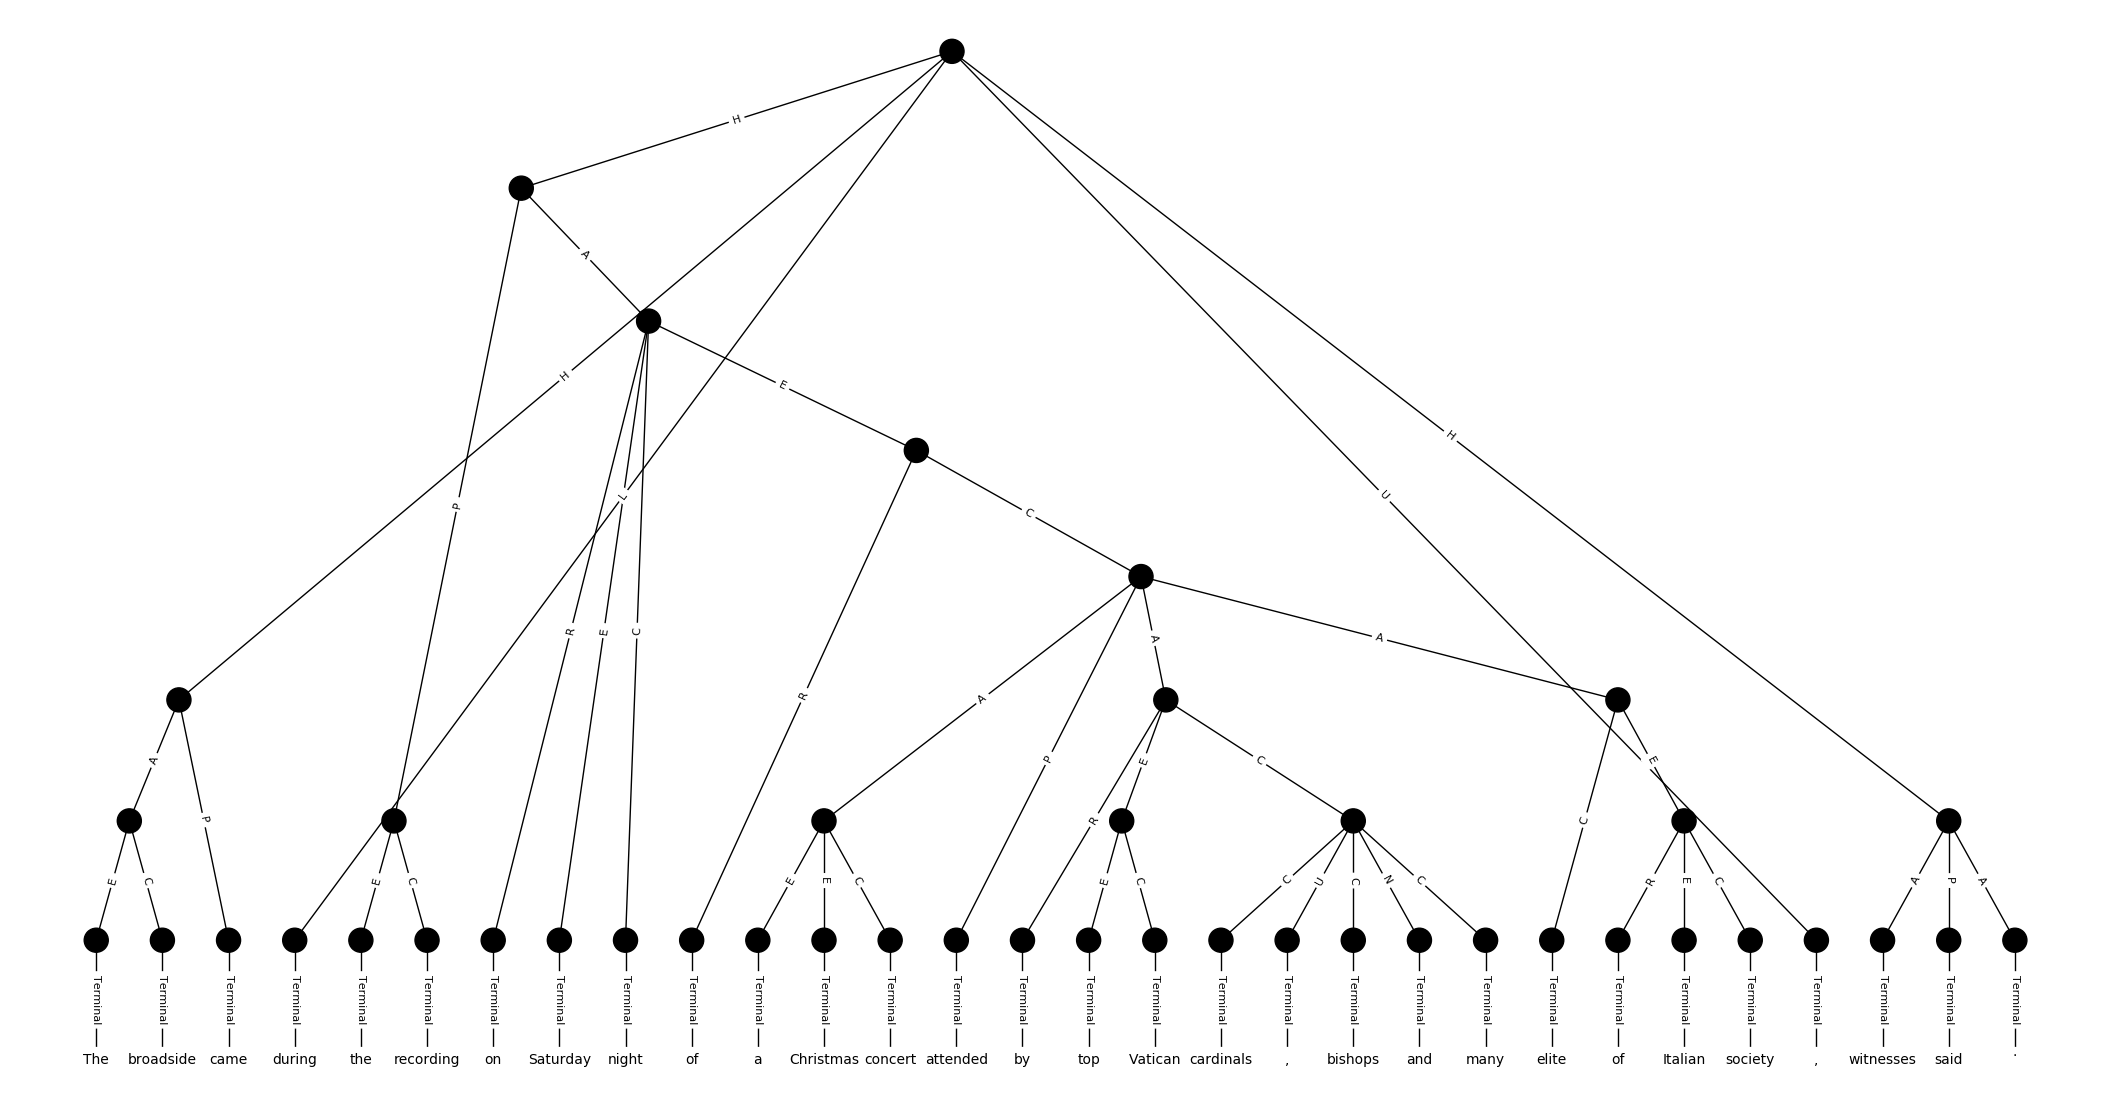 H
A
H
E
P
L
C
H
U
R
E
C
A
A
R
A
A
P
E
C
E
P
R
C
E C E C E E C E C C U C N C R E C A P A
Terminal Terminal Terminal Terminal Terminal Terminal Terminal Terminal Terminal Terminal Terminal Terminal Terminal Terminal Terminal Terminal Terminal Terminal Terminal Terminal Terminal Terminal Terminal Terminal Terminal Terminal Terminal Terminal Terminal Terminal
The broadside came during the recording on Saturday night of a Christmas concert attended by top Vatican cardinals , bishops and many elite of Italian society , witnesses said .